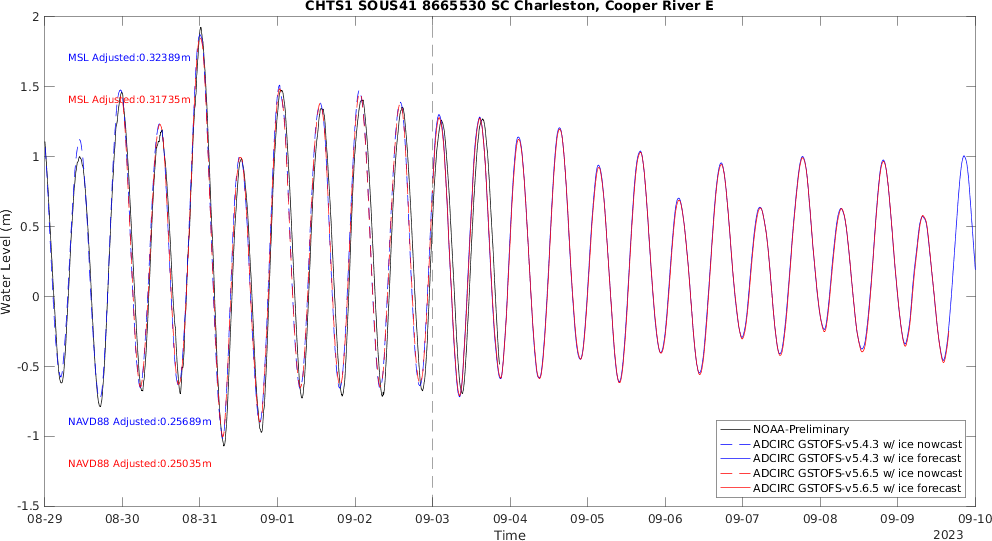 CHTS1 SOUS41 8665530 SC Charleston, Cooper River E
2
1.5
1
0.5
0
-0.5
-1
-1.5
Water Level (m)
MSL Adjusted:0.32389m
MSL Adjusted:0.31735m
NAVD88 Adjusted:0.25689m
NAVD88 Adjusted:0.25035m
NOAA-Preliminary
ADCIRC GSTOFS-v5.4.3 w/ ice nowcast
ADCIRC GSTOFS-v5.4.3 w/ ice forecast
ADCIRC GSTOFS-v5.6.5 w/ ice nowcast
ADCIRC GSTOFS-v5.6.5 w/ ice forecast
08-29 08-30 08-31 09-01 09-02 09-03 09-04 09-05 09-06 09-07 09-08 09-09 09-10
Time
2023